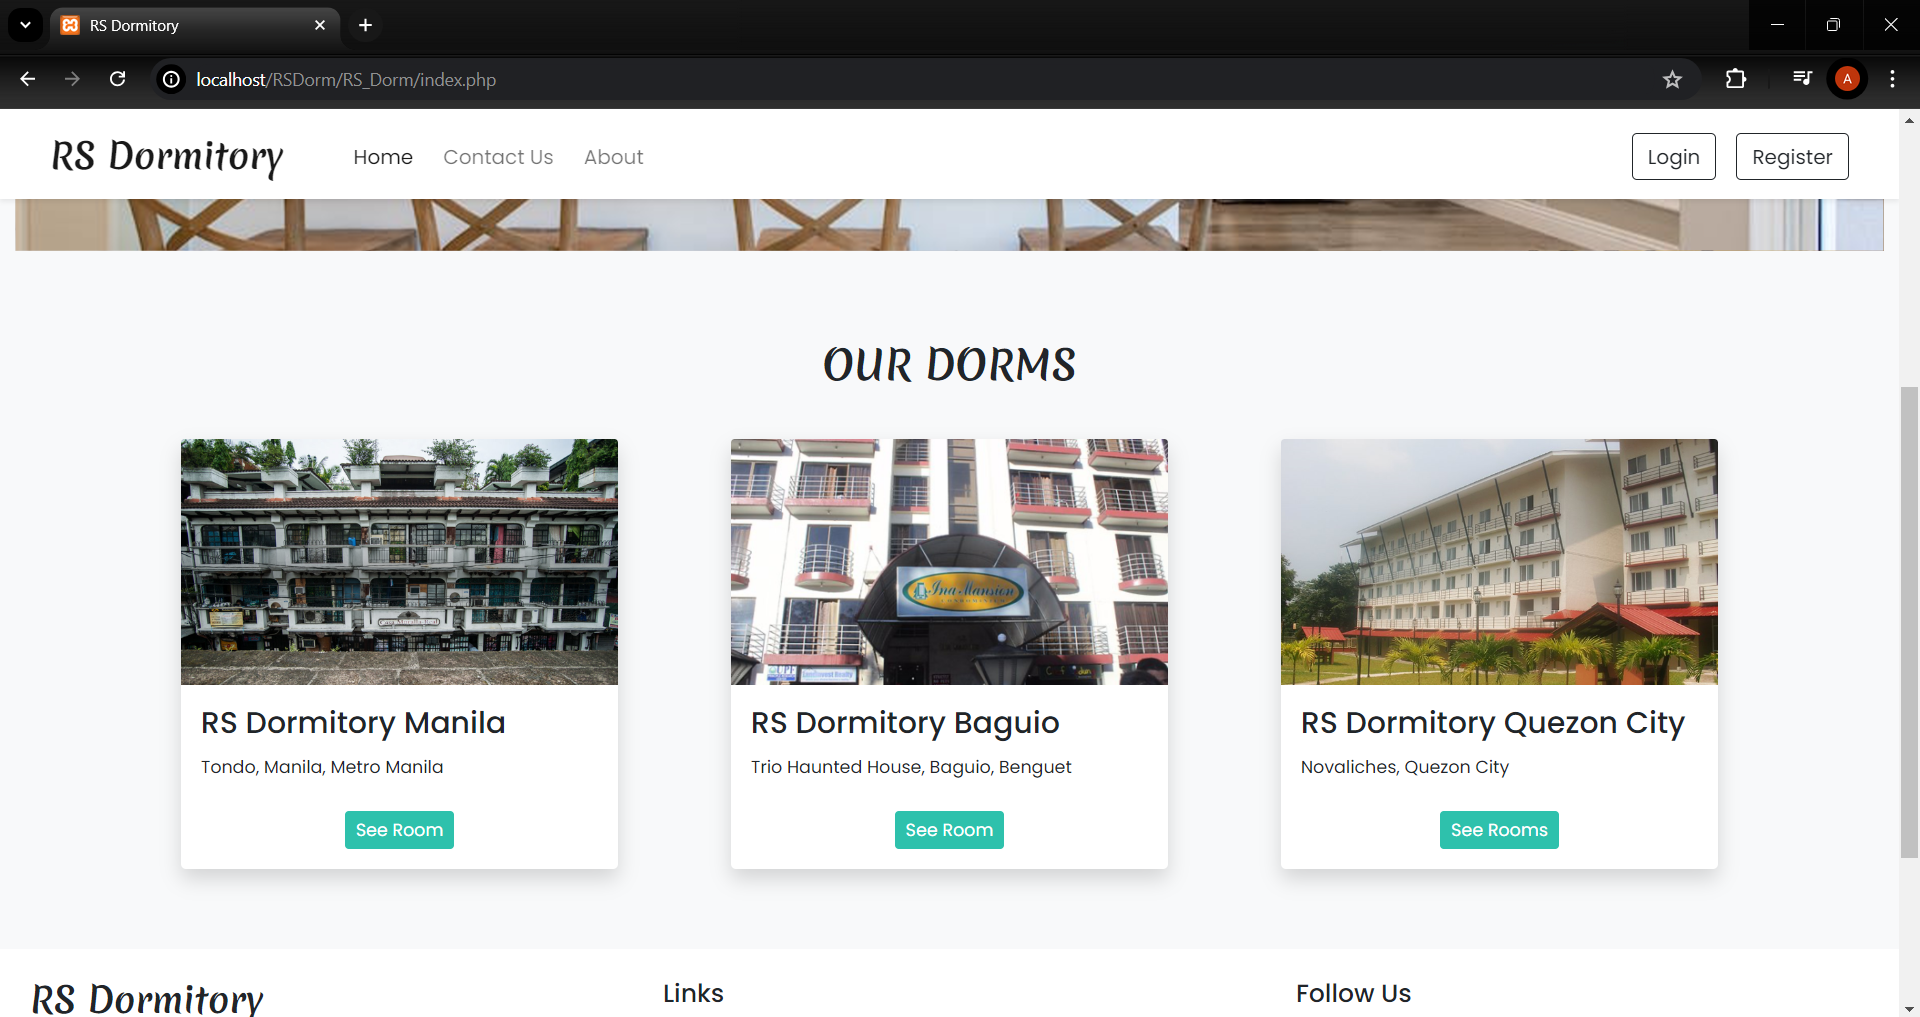 RS Dormitory
localhost/RSDorm/RS_Dorm/index.php
A
RS Dormitory
Home
Contact Us
About
Login
Register
OUR DORMS
Ina Mansion
RS Dormitory Manila
Tondo, Manila, Metro Manila
See Room
RS Dormitory Baguio
Trio Haunted House, Baguio, Benguet
See Room
RS Dormitory Quezon City
Novaliches, Quezon City
See Rooms
RS Dormitory
Links
Follow Us